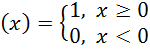 (x) = {1, x ≥ 0
0, x < 0